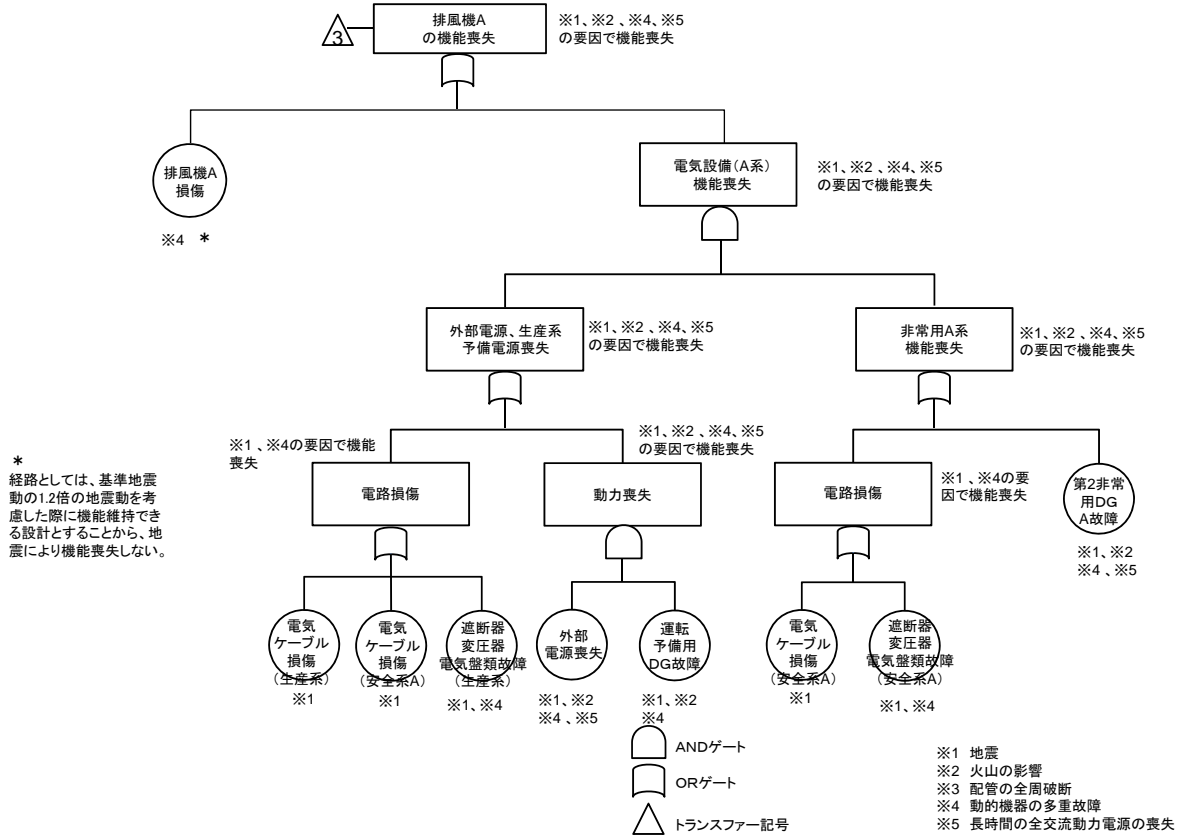 3
排風機A
の機能喪失
※1、※2 、※4、※5
の要因で機能喪失
排風機A
損傷
※4 *
電気設備(A系)
機能喪失
※1、※2 、※4、※5
の要因で機能喪失
外部電源、生産系
予備電源喪失
※1、※2 、※4、※5
の要因で機能喪失
非常用A系
機能喪失
※1、※2 、※4、※5
の要因で機能喪失
※1 、※4の要因で機能
喪失
電路損傷
※1、※2 、※4、※5
の要因で機能喪失
動力喪失
電路損傷
※1 、※4の要
因で機能喪失
第2非常
用DG
A故障
※1、※2
※4 、※5
*
経路としては、基準地震
動の1.2倍の地震動を考
慮した際に機能維持でき
る設計とすることから、地
震により機能喪失しない。
電気
ケーブル
損傷
(生産系)
※1
電気
ケーブル
損傷
(安全系A)
※1
遮断器
変圧器
電気盤類故障
(生産系)
※1、※4
外部
電源喪失
※1、※2
※4 、※5
運転
予備用
DG故障
※1、※2
※4
電気
ケーブル
損傷
(安全系A)
※1
遮断器
変圧器
電気盤類故障
(安全系A)
※1、※4
ANDゲート
ORゲート
トランスファー記号
※1 地震
※2 火山の影響
※3 配管の全周破断
※4 動的機器の多重故障
※5 長時間の全交流動力電源の喪失